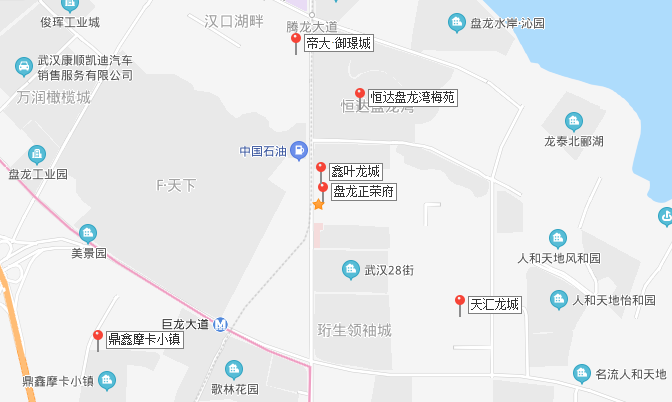 俊珲工业城
汉口湖畔
腾龙大道
盘龙水岸·沁园
帝大·御璟城
武汉康顺凯迪汽车
销售服务有限公司
万润橄榄城
恒达盘龙湾
恒达盘龙湾梅苑
龙泰北郦湖
中国石油
盘龙工业园
F·天下
鑫叶龙城
盘龙正荣府
美景园
人和天地风和园
武汉28街
人和天地怡和园
天汇龙城
巨龙大道
珩生领袖城
鼎鑫摩卡小镇
鼎鑫摩卡小镇
歌林花园
名流人和天地